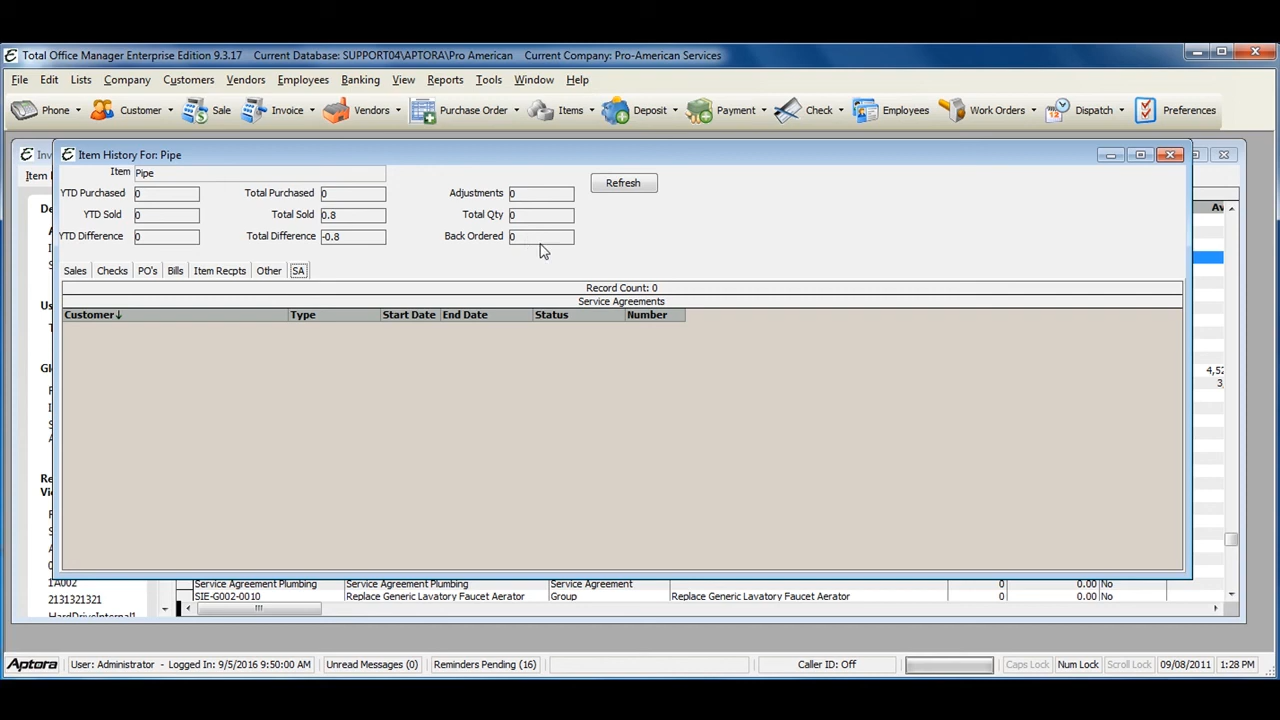 Total Office Manager Enterprise Edition 9.3.17 Current Database: SUPPORT04\APTORA\Pro American Current Company: Pro-American Services
File Edit Lists Company Customers Vendors Employees Banking View Reports Tools Window Help
Phone Customer Sale Invoice Vendors Purchase Order Items Deposit Payment Check Employees Work Orders Dispatch Preferences
Item History For: Pipe
Item Pipe
YTD Purchased 0 Total Purchased 0 Adjustments 0 Refresh
YTD Sold 0 Total Sold 0.8 Total Qty 0
YTD Difference 0 Total Difference -0.8 Back Ordered 0
Sales Checks PO's Bills Item Recpts Other SA
Record Count: 0
Service Agreements
Customer Type Start Date End Date Status Number
1A002 Service Agreement Plumbing Service Agreement Plumbing Service Agreement 0 0.00 No
2131321321 SIE-G002-0010 Replace Generic Lavatory Faucet Aerator Group Replace Generic Lavatory Faucet Aerator 0 0.00 No
HardDriveInternal1
Aptora User: Administrator - Logged In: 9/5/2016 9:50:00 AM Unread Messages (0) Reminders Pending (16) Caller ID: Off Caps Lock Num Lock Scroll Lock 09/08/2011 1:28 PM